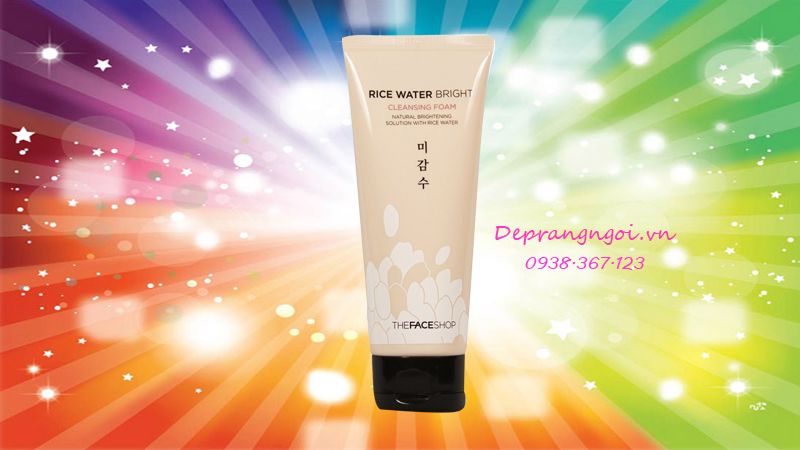 RICE WATER BRIGHT
CLEANSING FOAM
NATURAL BRIGHTENING
SOLUTION WITH RICE WATER
미
감
수
THEFACESHOP
Deprangngoi.vn
0938·367·123